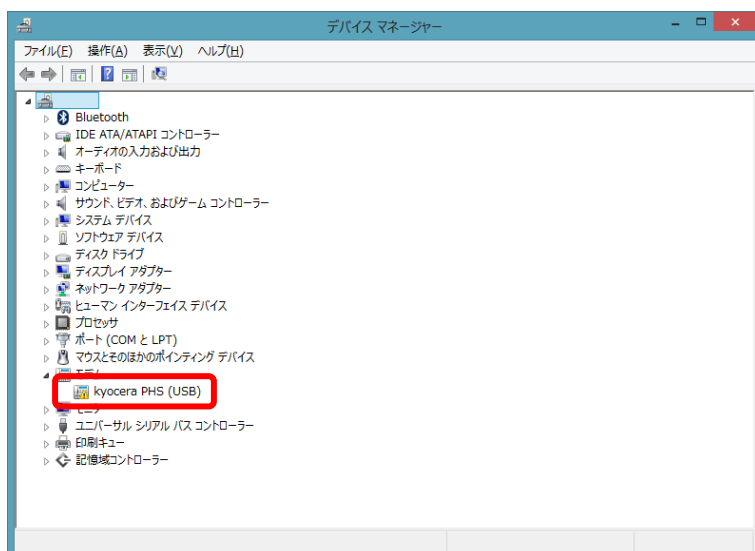 デバイス マネージャー
ファイル(F) 操作(A) 表示(V) ヘルプ(H)
Bluetooth
IDE ATA/ATAPI コントローラー
オーディオの入力および出力
キーボード
コンピューター
サウンド、ビデオ、およびゲーム コントローラー
システム デバイス
ソフトウェア デバイス
ディスク ドライブ
ディスプレイ アダプター
ネットワーク アダプター
ヒューマン インターフェイス デバイス
プロセッサ
ポート (COM と LPT)
マウスとそのほかのポインティング デバイス
kyocera PHS (USB)
ユニバーサル シリアル バス コントローラー
印刷キュー
記憶域コントローラー